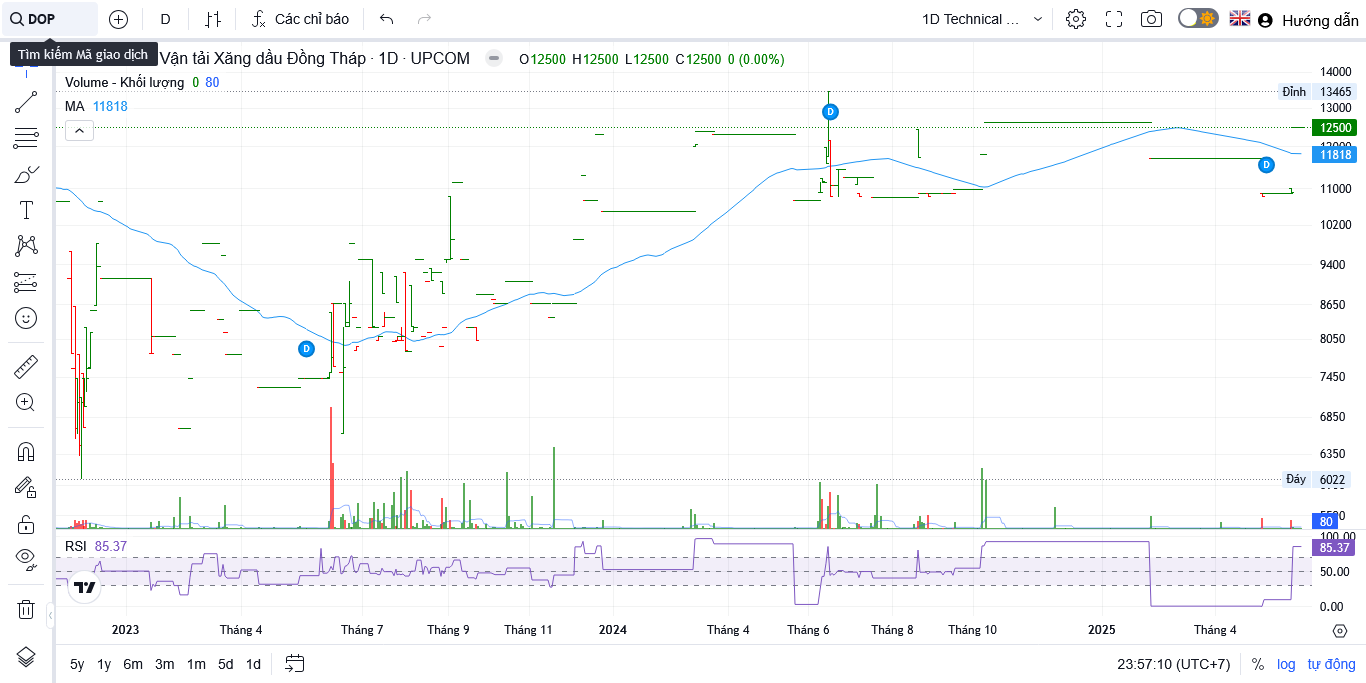 DOP D Các chỉ báo 1D Technical ... Hướng dẫn
Tìm kiếm Mã giao dịch
Vận tải Xăng dầu Đồng Tháp · 1D · UPCOM O12500 H12500 L12500 C12500 0 (0.00%)
Volume - Khối lượng 0 80
MA 11818
14000
Đỉnh 13465
13000
12500
12000
11818
11000
10200
9400
8650
8050
7450
6850
6350
Đáy 6022
5500
80
D
D
D
RSI 85.37
100.00
85.37
50.00
0.00
2023 Tháng 4 Tháng 7 Tháng 9 Tháng 11 2024 Tháng 4 Tháng 6 Tháng 8 Tháng 10 2025 Tháng 4
5y 1y 6m 3m 1m 5d 1d 23:57:10 (UTC+7) % log tự động